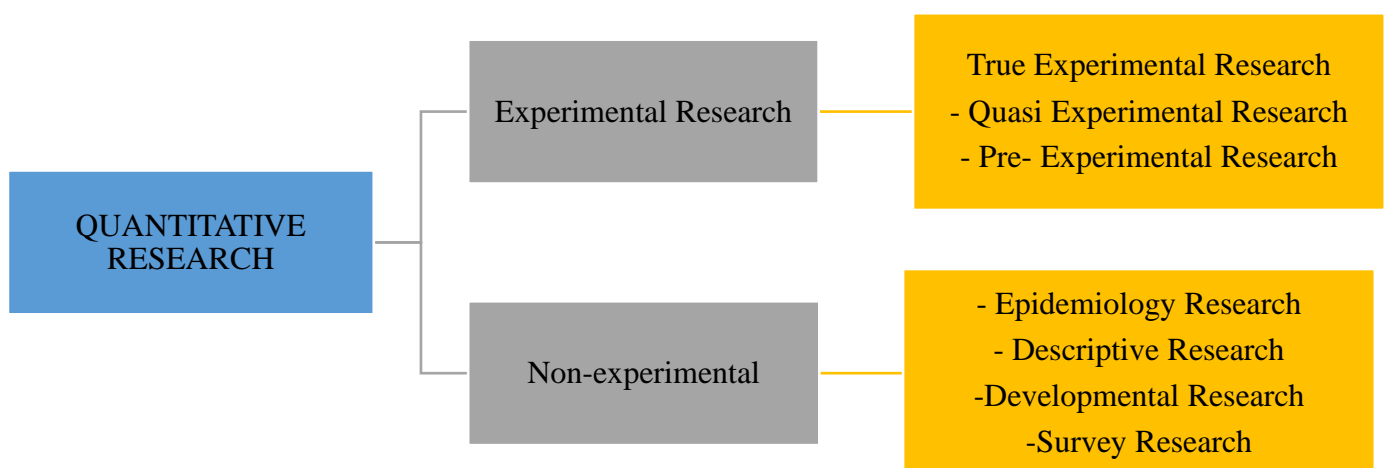 QUANTITATIVE
RESEARCH
Experimental Research
True Experimental Research
- Quasi Experimental Research
- Pre- Experimental Research
Non-experimental
- Epidemiology Research
- Descriptive Research
-Developmental Research
-Survey Research